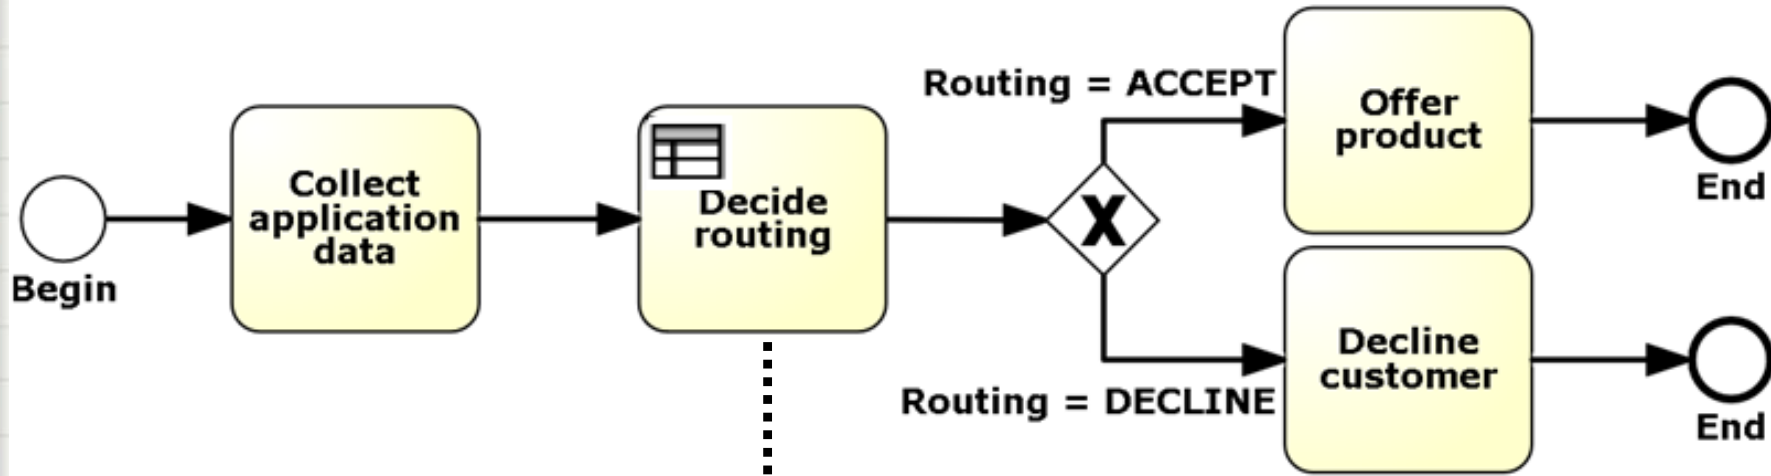 Begin
Collect
application
data
Decide
routing
X
Routing = ACCEPT
Offer
product
End
Routing = DECLINE
Decline
customer
End